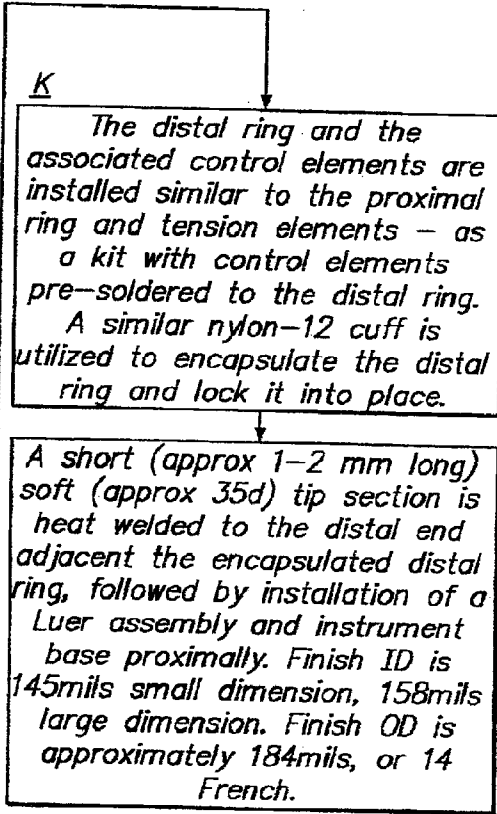 K
The distal ring and the
associated control elements are
installed similar to the proximal
ring and tension elements – as
a kit with control elements
pre-soldered to the distal ring.
A similar nylon-12 cuff is
utilized to encapsulate the distal
ring and lock it into place.
A short (approx 1-2 mm long)
soft (approx 35d) tip section is
heat welded to the distal end
adjacent the encapsulated distal
ring, followed by installation of a
Luer assembly and instrument
base proximally. Finish ID is
145mils small dimension, 158mils
large dimension. Finish OD is
approximately 184mils, or 14
French.